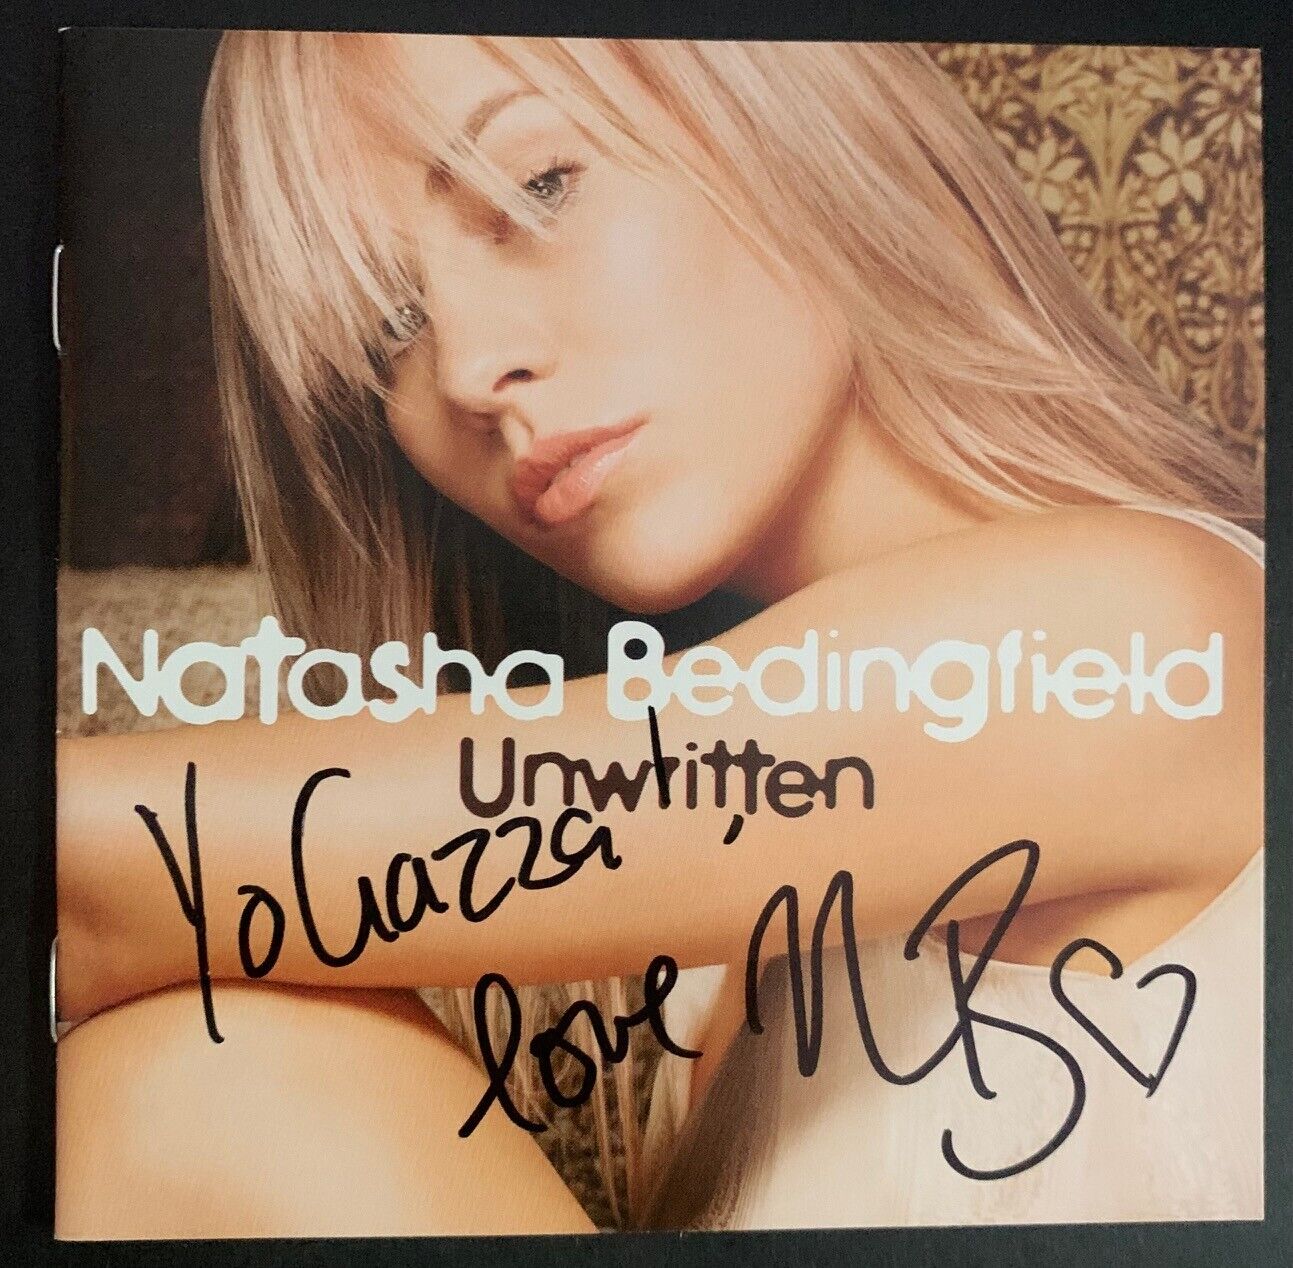 Natasha Bedingfield
Unwritten
Yo Gazza!,
love NB